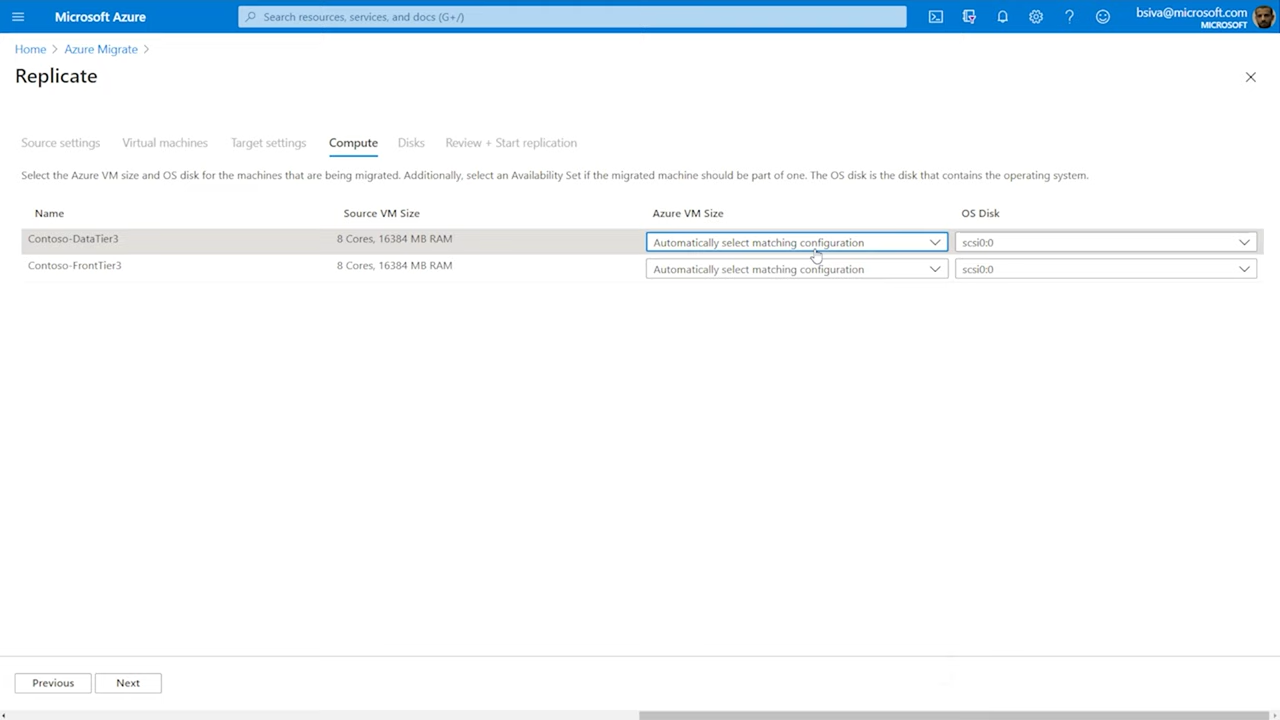 Microsoft Azure
Search resources, services, and docs (G+/)
bsiva@microsoft.com
MICROSOFT
Home > Azure Migrate >
Replicate
Source settings Virtual machines Target settings Compute Disks Review + Start replication
Select the Azure VM size and OS disk for the machines that are being migrated. Additionally, select an Availability Set if the migrated machine should be part of one. The OS disk is the disk that contains the operating system.
Name Source VM Size Azure VM Size OS Disk
Contoso-DataTier3 8 Cores, 16384 MB RAM Automatically select matching configuration scsi0:0
Contoso-FrontTier3 8 Cores, 16384 MB RAM Automatically select matching configuration scsi0:0
Previous Next